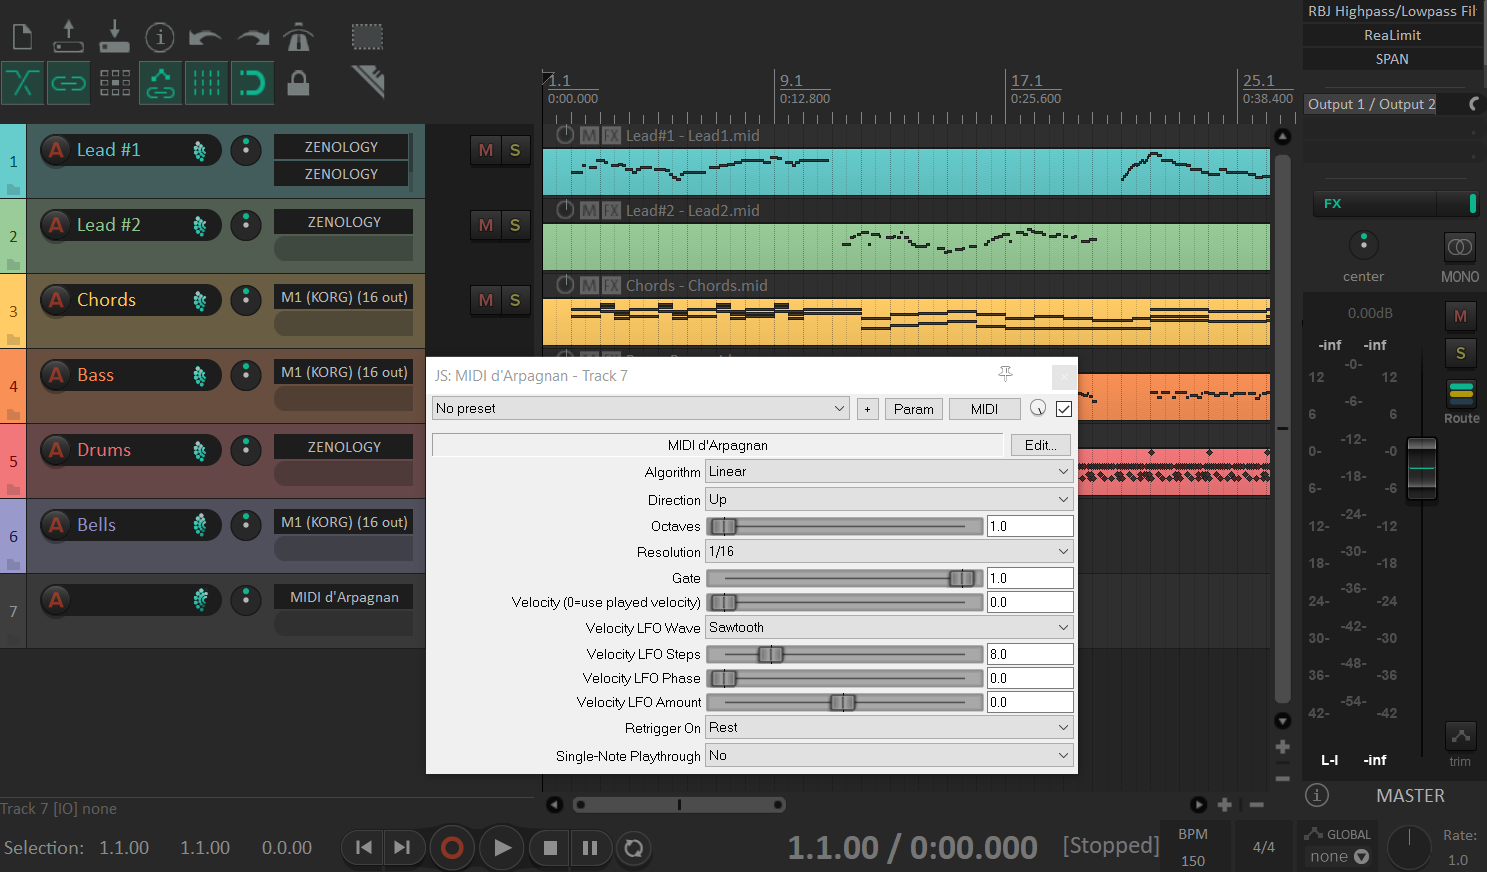 RBJ Highpass/Lowpass Fil
ReaLimit
SPAN
1.1
0:00.000
9.1
0:12.800
17.1
0:25.600
25.1
0:38.400
Output 1 / Output 2
1
A
Lead #1
ZENOLOGY
ZENOLOGY
M S
M FX Lead#1 - Lead1.mid
2
A
Lead #2
ZENOLOGY
M S
M FX Lead#2 - Lead2.mid
3
A
Chords
M1 (KORG) (16 out)
M S
M FX Chords - Chords.mid
4
A
Bass
M1 (KORG) (16 out)
5
A
Drums
ZENOLOGY
6
A
Bells
M1 (KORG) (16 out)
7
A
MIDI d'Arpagnan
JS: MIDI d'Arpagnan - Track 7
No preset
+
Param
MIDI
MIDI d'Arpagnan
Edit...
Algorithm Linear
Direction Up
Octaves 1.0
Resolution 1/16
Gate 1.0
Velocity (0=use played velocity) 0.0
Velocity LFO Wave Sawtooth
Velocity LFO Steps 8.0
Velocity LFO Phase 0.0
Velocity LFO Amount 0.0
Retrigger On Rest
Single-Note Playthrough No
FX
center
MONO
0.00dB
M
-inf -inf
S
-0-
12 12
6 -6- 6
Route
-12-
0- -0
-18-
6- -6
-24-
12- -12
-30-
18- -18
-36-
24- -24
-42-
30- -30
-48-
36- -36
-54-
42- -42
L-I -inf
trim
MASTER
Track 7 [IO] none
Selection: 1.1.00 1.1.00 0.0.00
1.1.00 / 0:00.000 [Stopped]
BPM
150
4/4
GLOBAL
none
Rate:
1.0